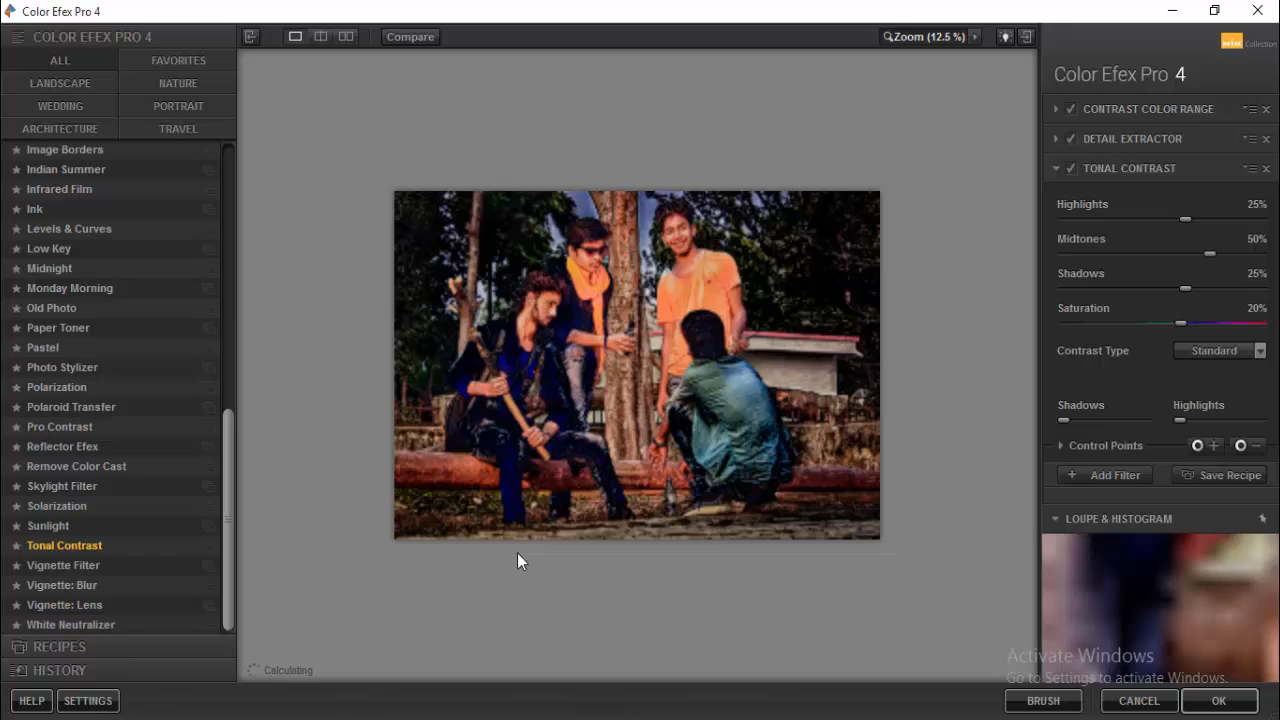 Color Efex Pro 4
COLOR EFEX PRO 4
Compare
Zoom (12.5 %)
nik
Collection
ALL
FAVORITES
LANDSCAPE
NATURE
WEDDING
PORTRAIT
ARCHITECTURE
TRAVEL
Image Borders
Indian Summer
Infrared Film
Ink
Levels & Curves
Low Key
Midnight
Monday Morning
Old Photo
Paper Toner
Pastel
Photo Stylizer
Polarization
Polaroid Transfer
Pro Contrast
Reflector Efex
Remove Color Cast
Skylight Filter
Solarization
Sunlight
Tonal Contrast
Vignette Filter
Vignette: Blur
Vignette: Lens
White Neutralizer
RECIPES
HISTORY
HELP
SETTINGS
Calculating
Color Efex Pro 4
CONTRAST COLOR RANGE
DETAIL EXTRACTOR
TONAL CONTRAST
Highlights 25%
Midtones 50%
Shadows 25%
Saturation 20%
Contrast Type Standard
Shadows Highlights
Control Points
Add Filter Save Recipe
LOUPE & HISTOGRAM
Activate Windows
Go to Settings to activate Windows.
BRUSH
CANCEL
OK